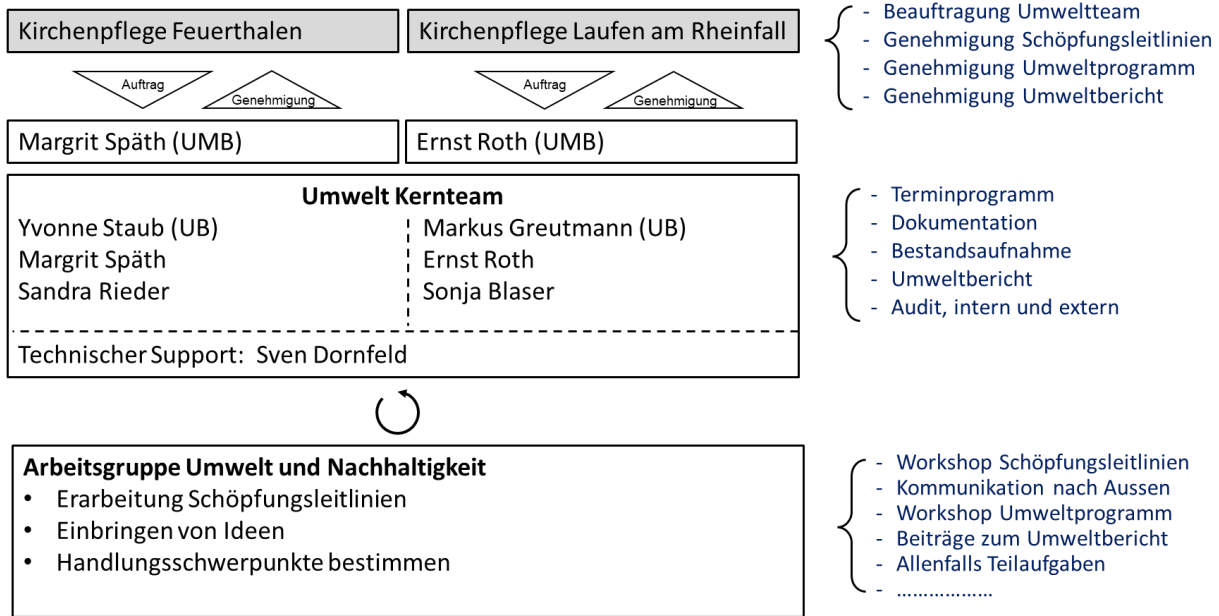 Kirchenpflege Feuerthalen
Kirchenpflege Laufen am Rheinfall
- Beauftragung Umweltteam
- Genehmigung Schöpfungsleitlinien
- Genehmigung Umweltprogramm
- Genehmigung Umweltbericht
Auftrag
Genehmigung
Auftrag
Genehmigung
Margrit Späth (UMB)
Ernst Roth (UMB)
Umwelt Kernteam
Yvonne Staub (UB)
Margrit Späth
Sandra Rieder
Markus Greutmann (UB)
Ernst Roth
Sonja Blaser
Technischer Support: Sven Dornfeld
- Terminprogramm
- Dokumentation
- Bestandsaufnahme
- Umweltbericht
- Audit, intern und extern
Arbeitsgruppe Umwelt und Nachhaltigkeit
• Erarbeitung Schöpfungsleitlinien
• Einbringen von Ideen
• Handlungsschwerpunkte bestimmen
- Workshop Schöpfungsleitlinien
- Kommunikation nach Aussen
- Workshop Umweltprogramm
- Beiträge zum Umweltbericht
- Allenfalls Teilaufgaben
- ………………